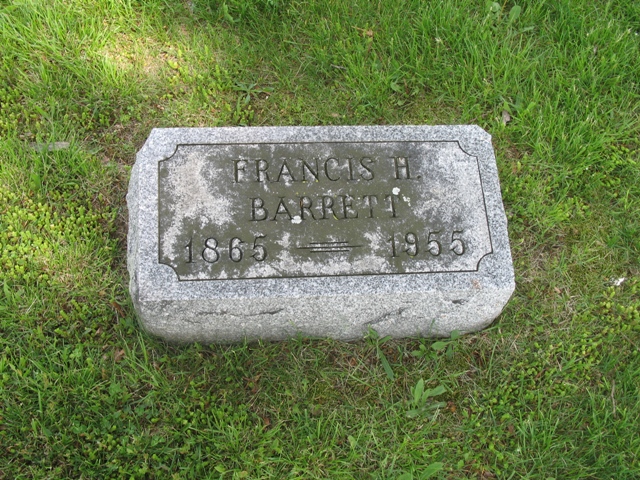 FRANCIS H.
BARRETT
1865 — 1955